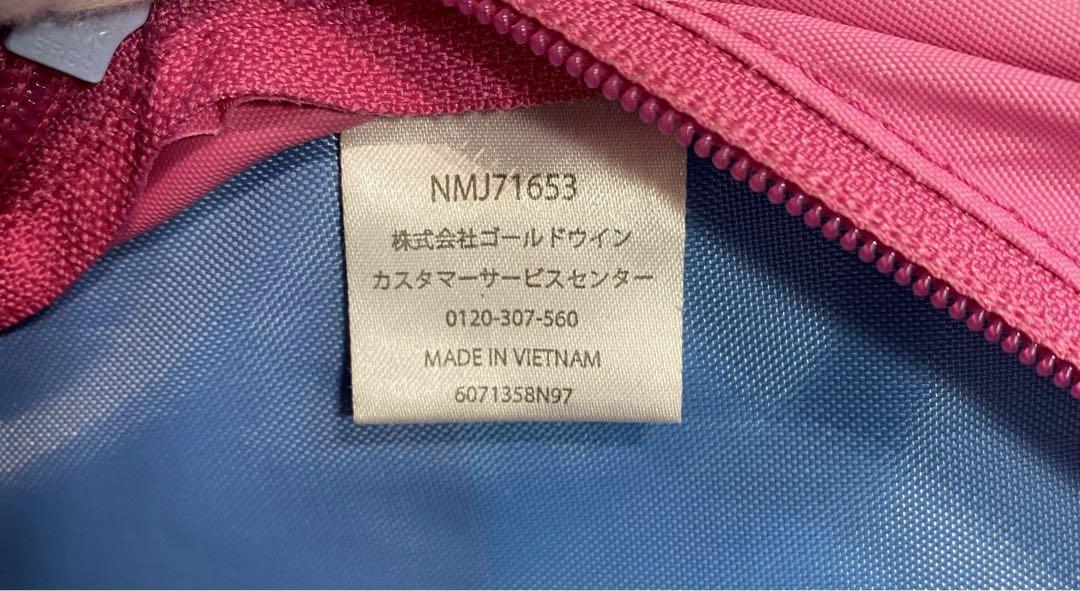 NMJ71653
株式会社ゴールドウイン
カスタマーサービスセンター
0120-307-560
MADE IN VIETNAM
6071358N97